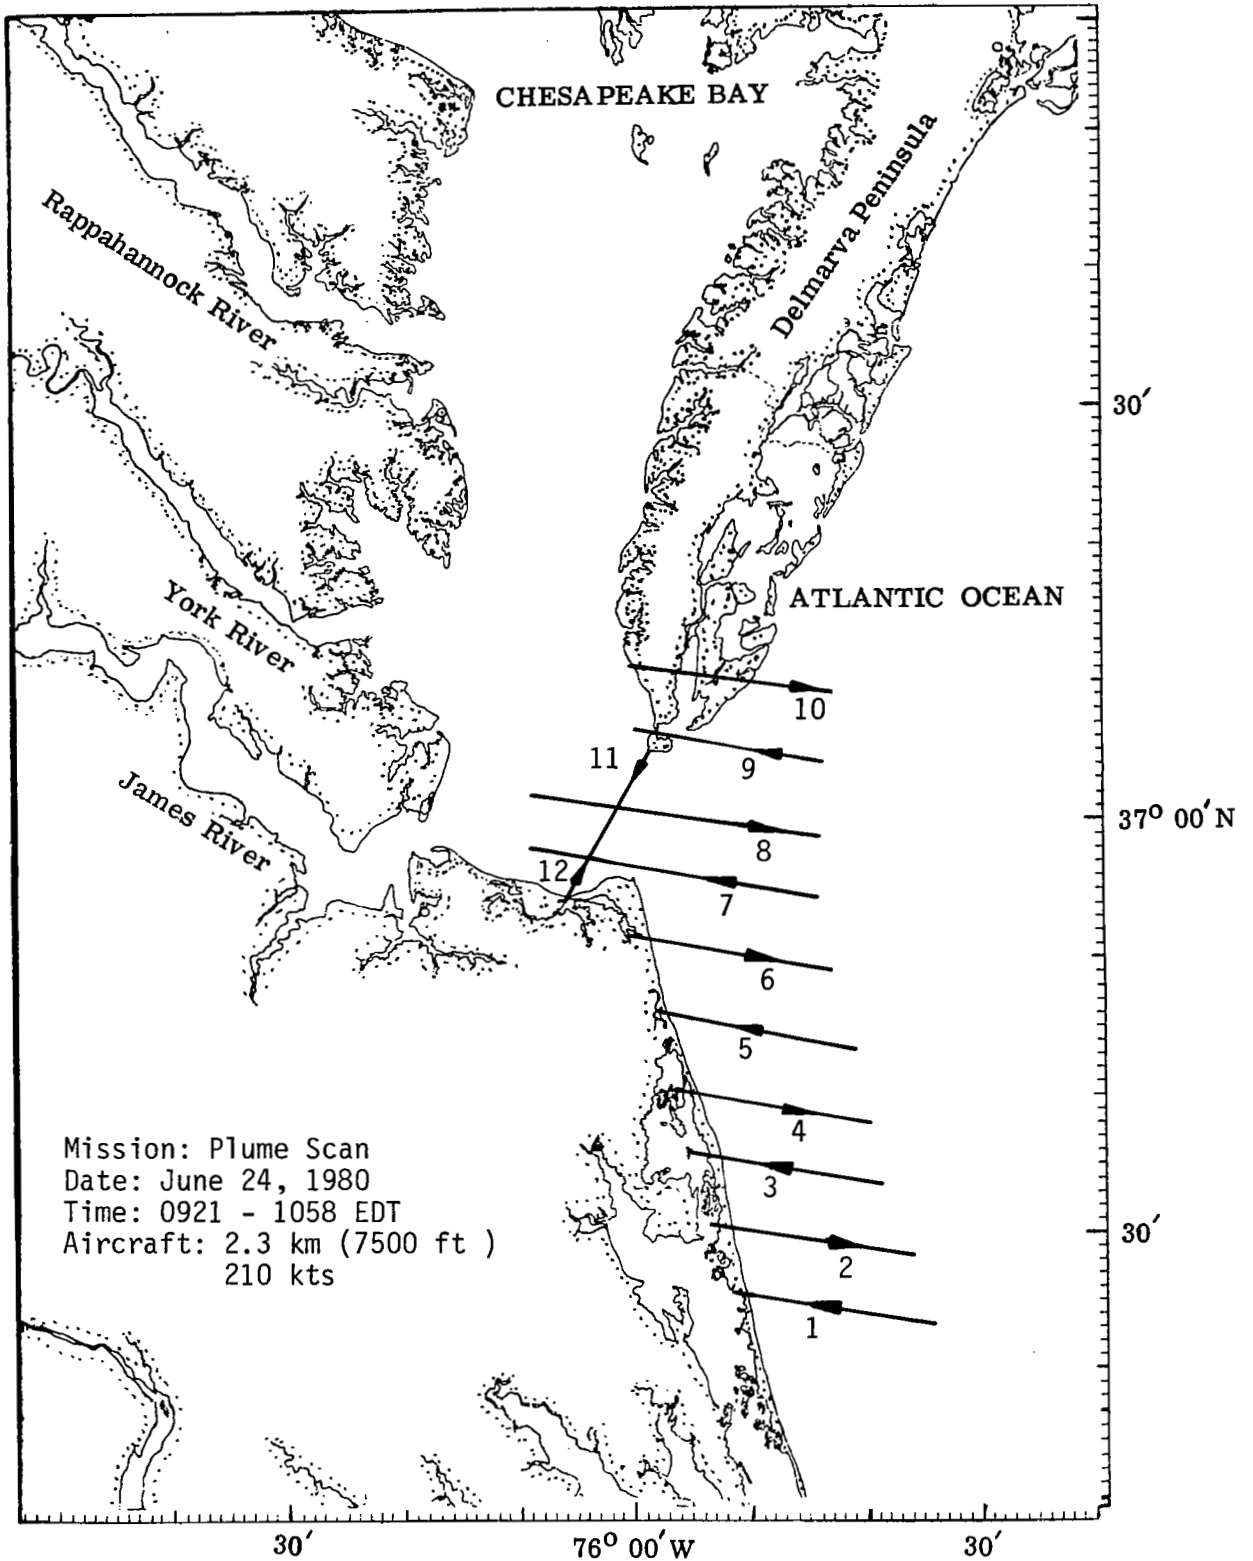 CHESAPEAKE BAY
Delmarva Peninsula
Rappahannock River
30′
ATLANTIC OCEAN
York River
10
11
9
James River
37° 00′ N
8
12
7
6
5
4
Mission: Plume Scan
Date: June 24, 1980
3
Time: 0921 - 1058 EDT
30′
Aircraft: 2.3 km (7500 ft )
2
210 kts
1
30′
76° 00′ W
30′